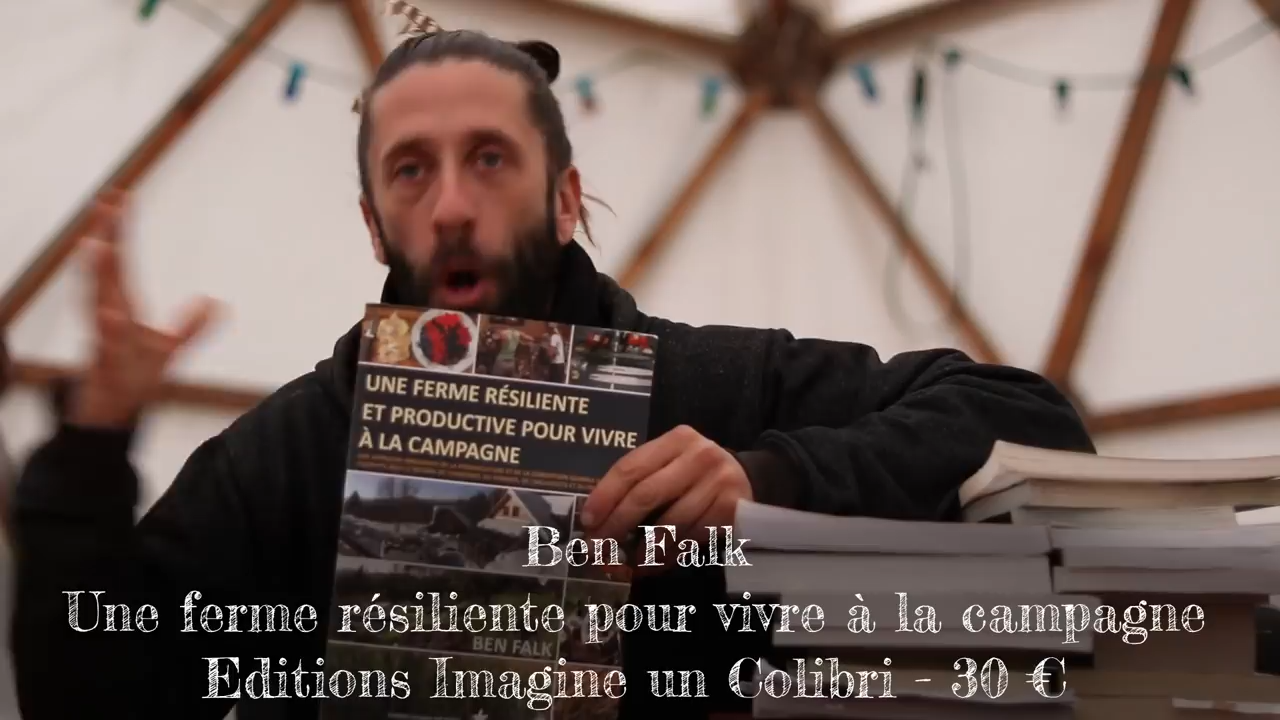 UNE FERME RÉSILIENTE
ET PRODUCTIVE POUR VIVRE
À LA CAMPAGNE
BEN FALK
Ben Falk
Une ferme résiliente pour vivre à la campagne
Editions Imagine un Colibri - 30 €